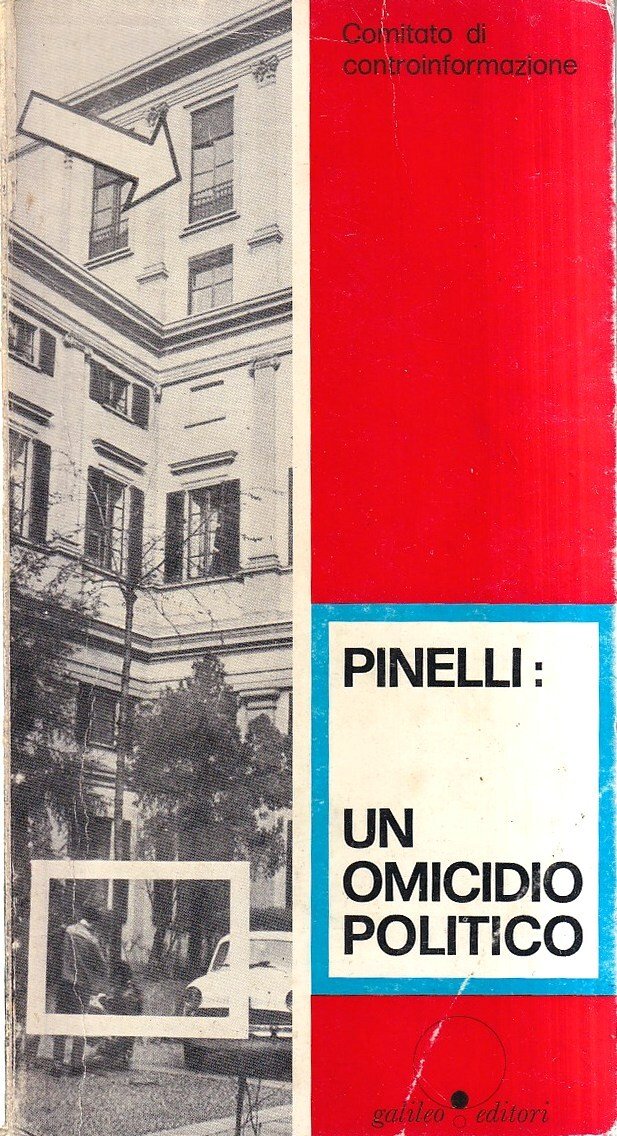 Comitato di
controinformazione
PINELLI:
UN
OMICIDIO
POLITICO
galileo editori